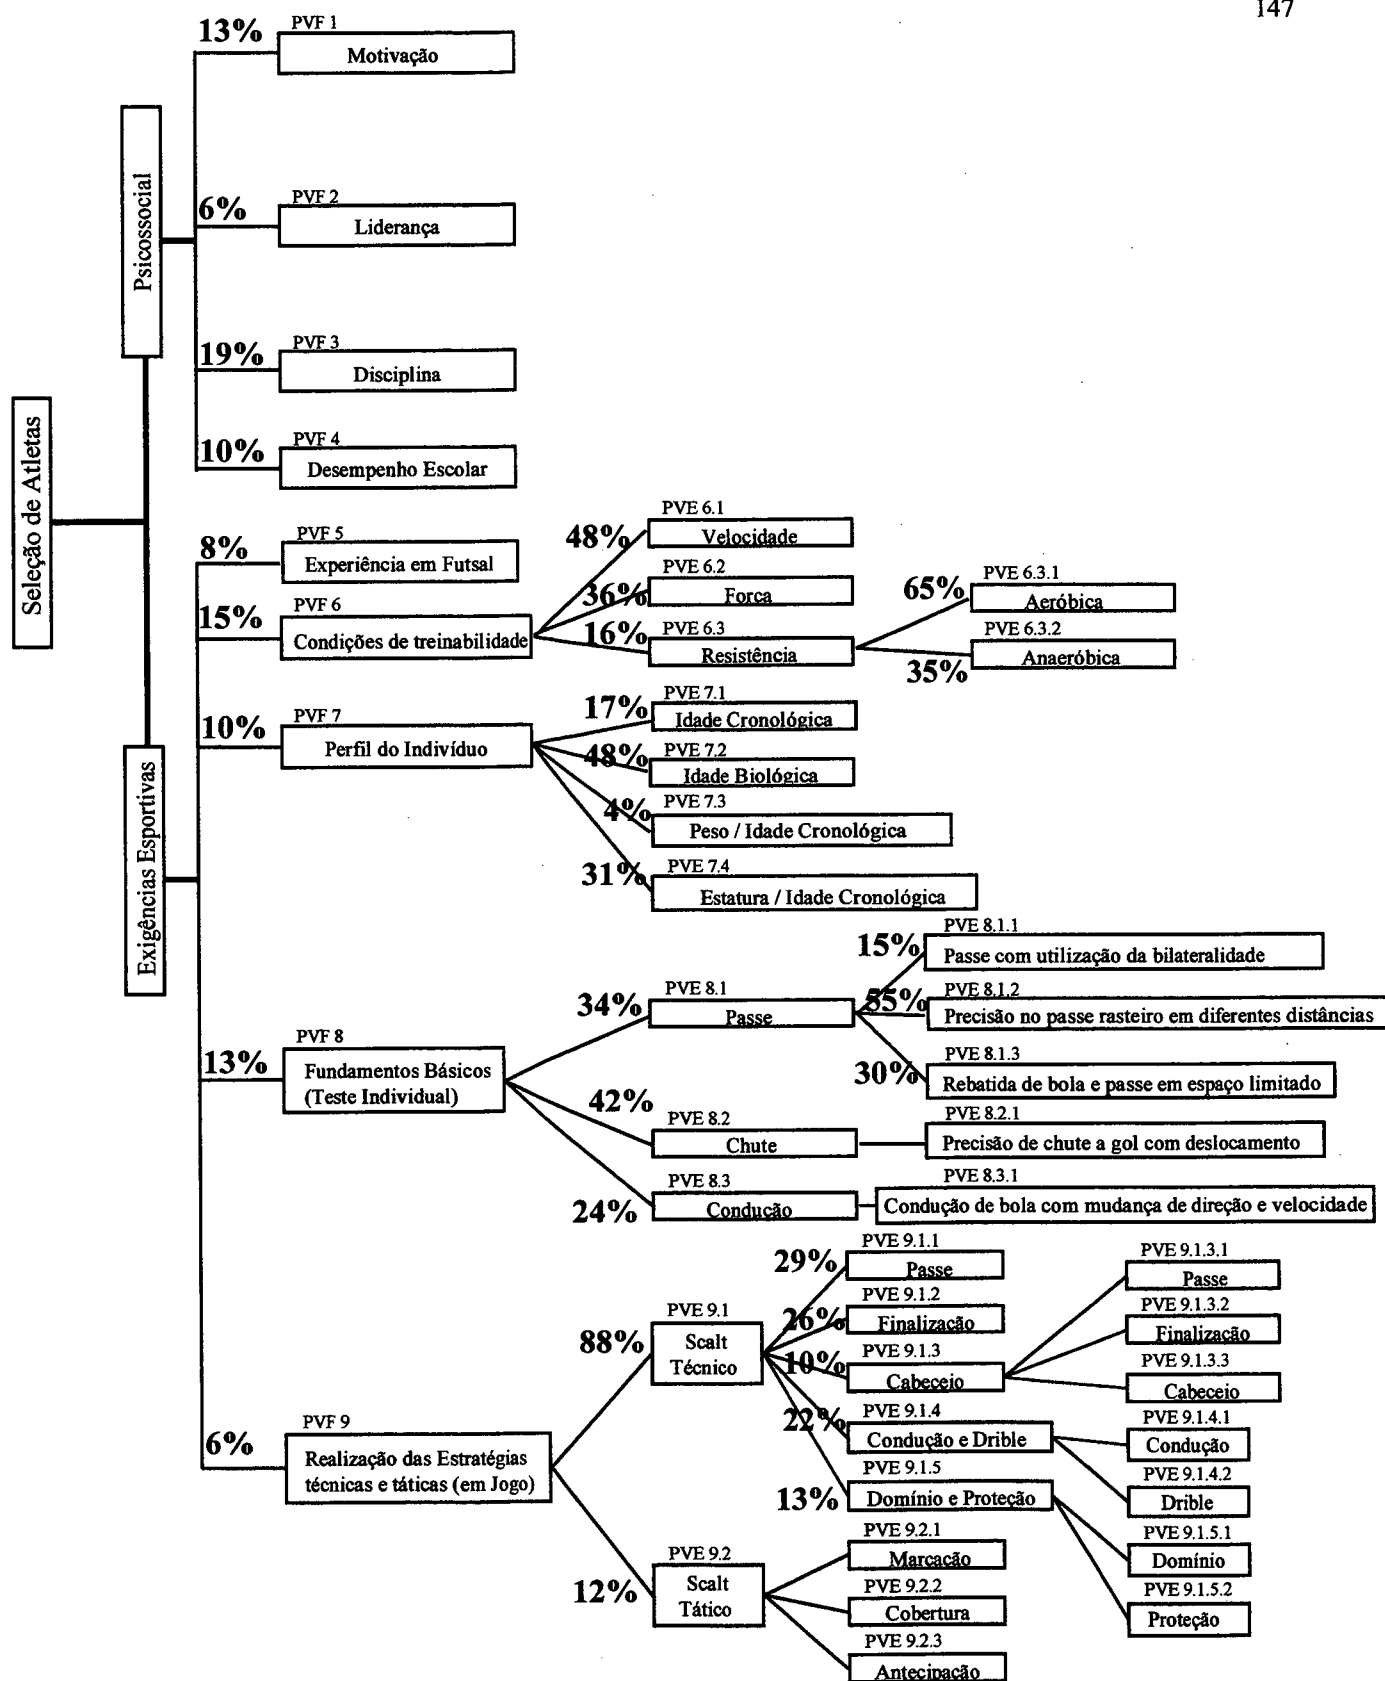 147
Seleção de Atletas
Psicossocial
13%
PVF 1
Motivação
6%
PVF 2
Liderança
19%
PVF 3
Disciplina
10%
PVF 4
Desempenho Escolar
Exigências Esportivas
8%
PVF 5
Experiência em Futsal
15%
PVF 6
Condições de treinabilidade
48%
PVE 6.1
Velocidade
36%
PVE 6.2
Força
16%
PVE 6.3
Resistência
65%
PVE 6.3.1
Aeróbica
35%
PVE 6.3.2
Anaeróbica
10%
PVF 7
Perfil do Indivíduo
17%
PVE 7.1
Idade Cronológica
48%
PVE 7.2
Idade Biológica
4%
PVE 7.3
Peso / Idade Cronológica
31%
PVE 7.4
Estatura / Idade Cronológica
13%
PVF 8
Fundamentos Básicos
(Teste Individual)
34%
PVE 8.1
Passe
15%
PVE 8.1.1
Passe com utilização da bilateralidade
55%
PVE 8.1.2
Precisão no passe rasteiro em diferentes distâncias
30%
PVE 8.1.3
Rebatida de bola e passe em espaço limitado
42%
PVE 8.2
Chute
PVE 8.2.1
Precisão de chute a gol com deslocamento
24%
PVE 8.3
Condução
PVE 8.3.1
Condução de bola com mudança de direção e velocidade
6%
PVF 9
Realização das Estratégias
técnicas e táticas (em Jogo)
88%
PVE 9.1
Scalt
Técnico
29%
PVE 9.1.1
Passe
26%
PVE 9.1.2
Finalização
10%
PVE 9.1.3
Cabeceio
PVE 9.1.3.1
Passe
PVE 9.1.3.2
Finalização
PVE 9.1.3.3
Cabeceio
22%
PVE 9.1.4
Condução e Drible
PVE 9.1.4.1
Condução
PVE 9.1.4.2
Drible
13%
PVE 9.1.5
Domínio e Proteção
PVE 9.1.5.1
Domínio
PVE 9.1.5.2
Proteção
12%
PVE 9.2
Scalt
Tático
PVE 9.2.1
Marcação
PVE 9.2.2
Cobertura
PVE 9.2.3
Antecipação